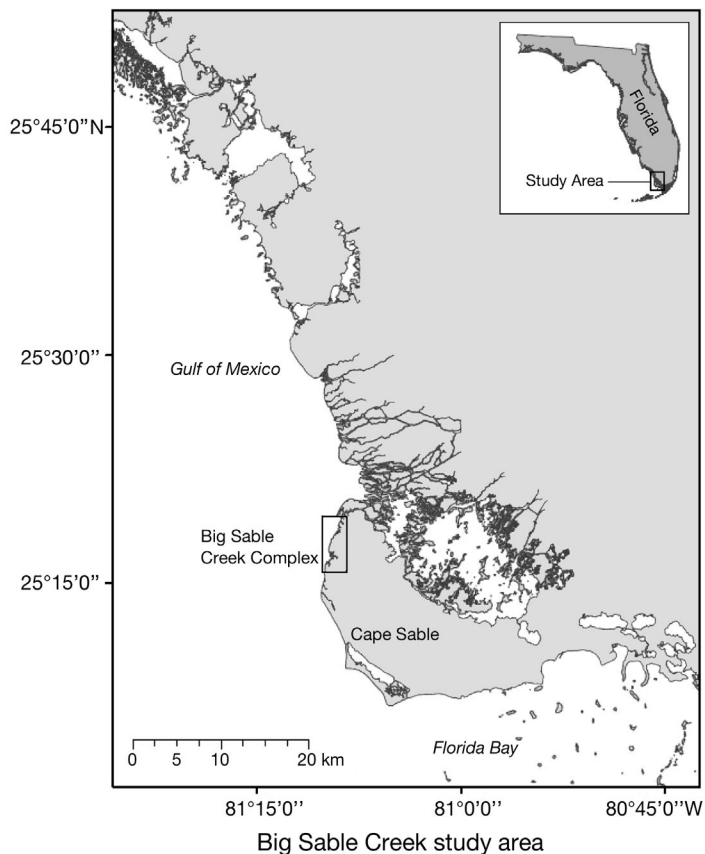 Florida
Study Area
25°45'0''N
25°30'0''
Gulf of Mexico
Big Sable
Creek Complex
25°15'0''
Cape Sable
0 5 10 20 km
Florida Bay
81°15'0'' 81°0'0'' 80°45'0''W
Big Sable Creek study area